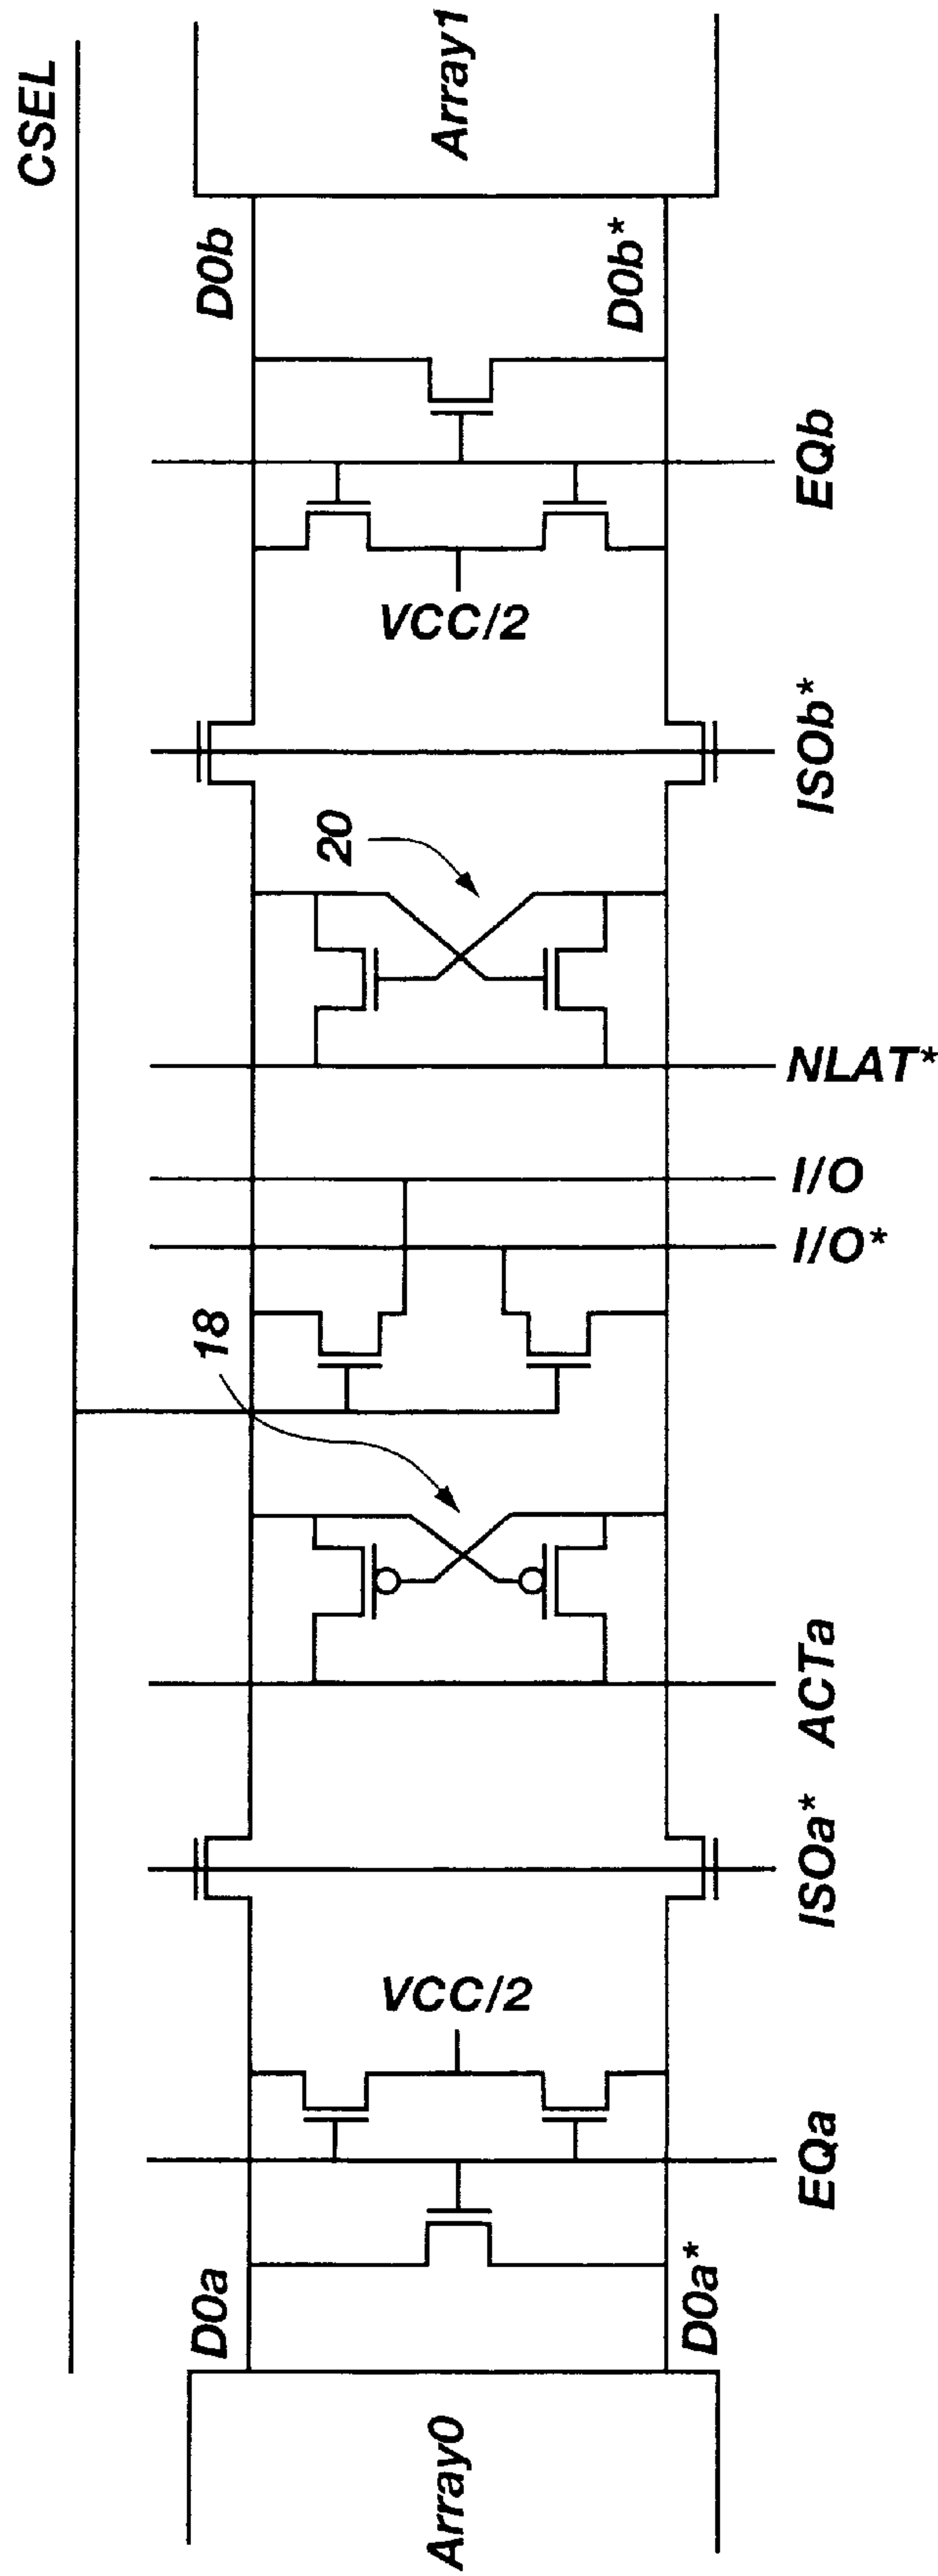 CSEL
Array0
D0a
D0a*
EQa
VCC/2
ISOa*
ACTa
18
I/O*
I/O
NLAT*
20
ISOb*
VCC/2
EQb
D0b
D0b*
Array1